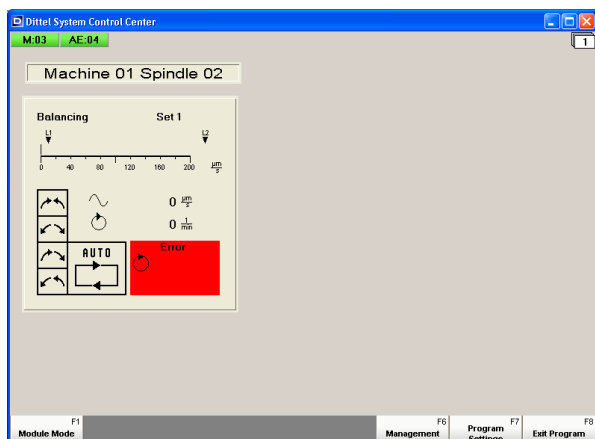 Dittel System Control Center
M:03 AE:04
1
Machine 01 Spindle 02
Balancing Set 1
L1 L2
0 40 80 120 160 200 µm/s
0 µm/s
0 1/min
AUTO
Error
F1 F6 F7 F8
Module Mode Management Program Settings Exit Program